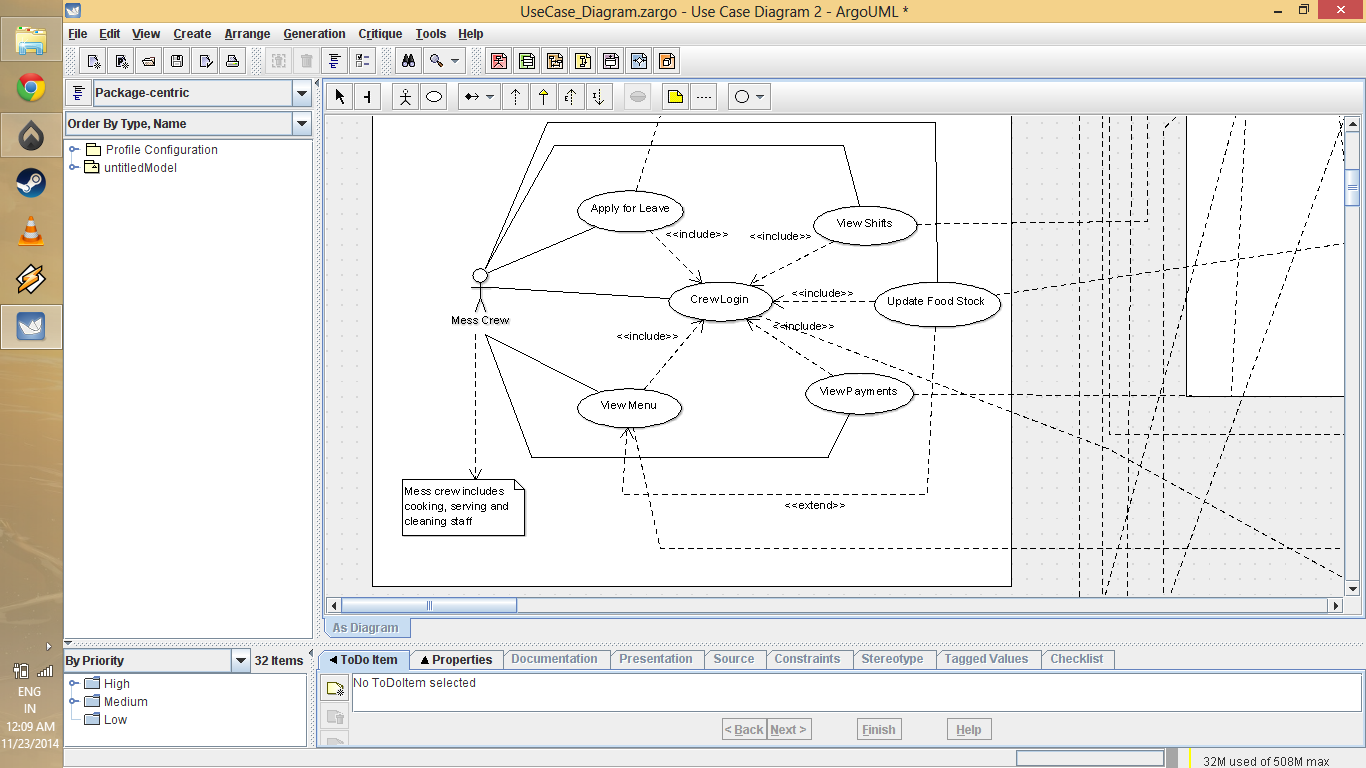 UseCase_Diagram.zargo - Use Case Diagram 2 - ArgoUML *
File Edit View Create Arrange Generation Critique Tools Help
Package-centric
Order By Type, Name
Profile Configuration
untitledModel
Apply for Leave
View Shifts
<<include>>
<<include>>
Crew Login
<<include>>
Update Food Stock
Mess Crew
<<include>>
<<include>>
View Menu
View Payments
Mess crew includes
cooking, serving and
cleaning staff
<<extend>>
As Diagram
By Priority
32 Items
High
Medium
Low
ToDo Item Properties Documentation Presentation Source Constraints Stereotype Tagged Values Checklist
No ToDoItem selected
< Back Next > Finish Help
ENG
IN
12:09 AM
11/23/2014
32M used of 508M max